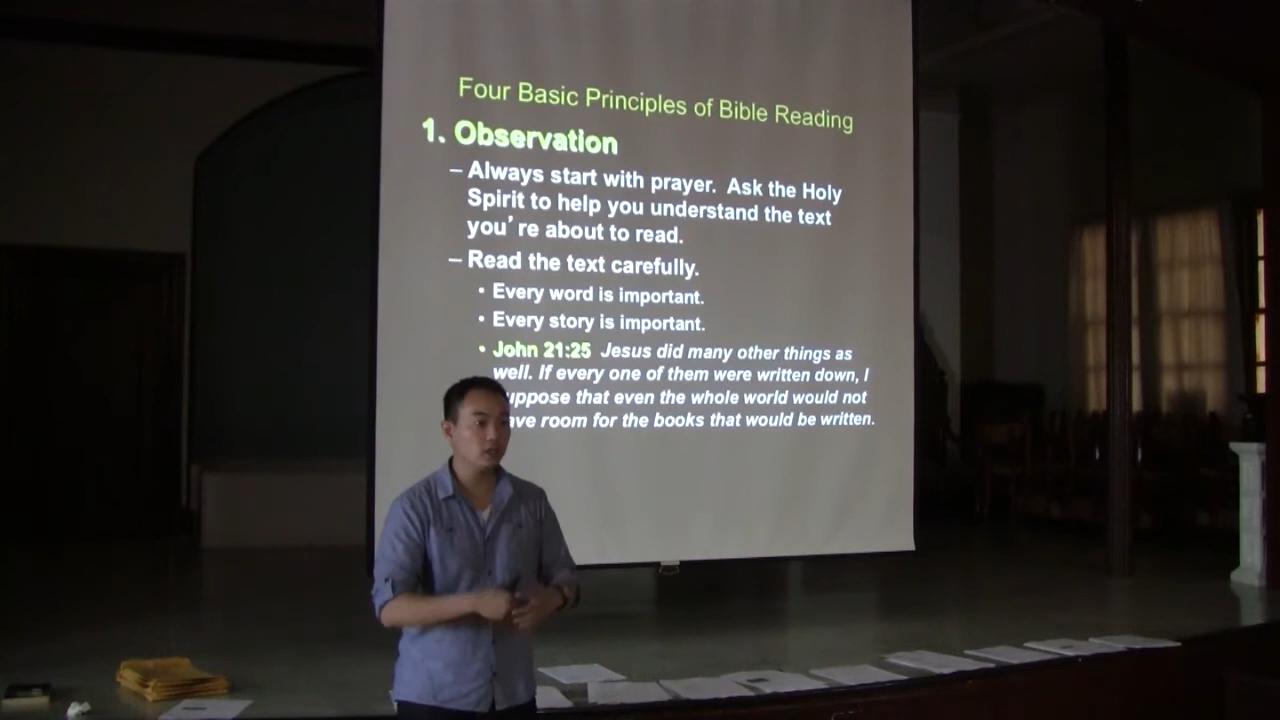 Four Basic Principles of Bible Reading
1. Observation
– Always start with prayer. Ask the Holy
Spirit to help you understand the text
you're about to read.
– Read the text carefully.
• Every word is important.
• Every story is important.
• John 21:25 Jesus did many other things as
well. If every one of them were written down, I
uppose that even the whole world would not
ave room for the books that would be written.